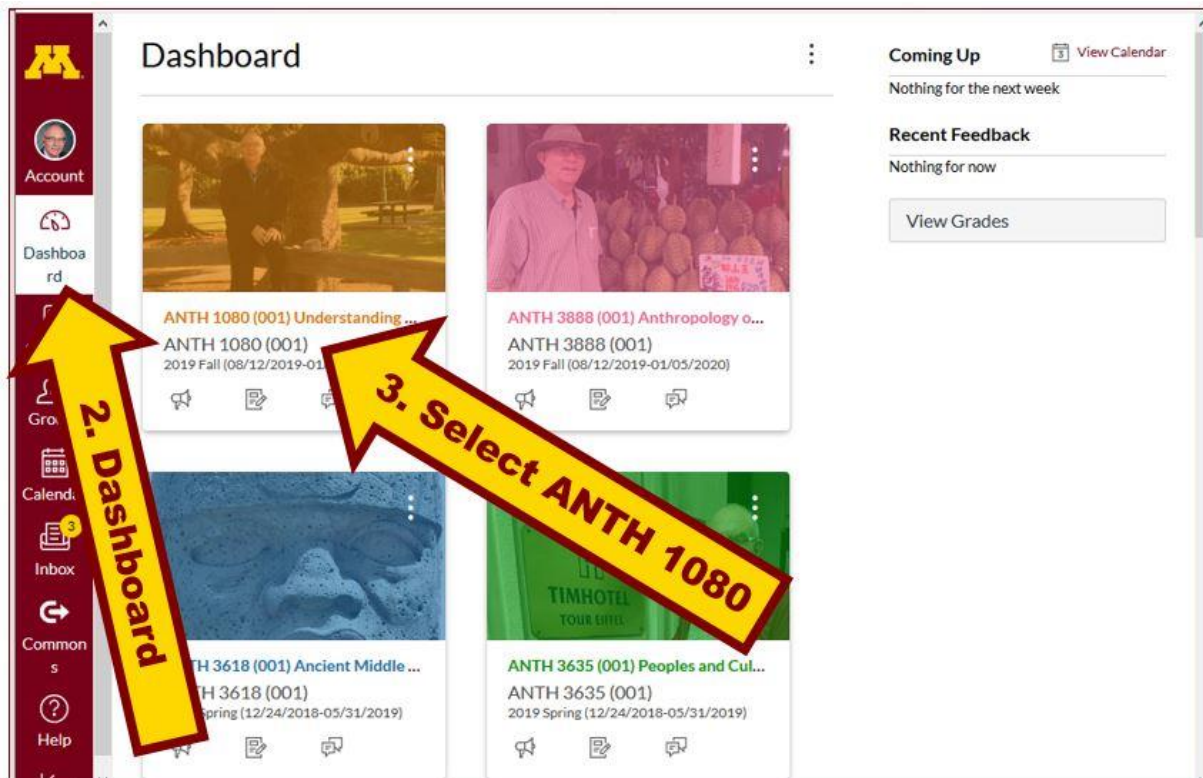 M
Account
Dashboa
rd
Gro
Calend
3
Inbox
Common
s
Help
Dashboard
ANTH 1080 (001) Understanding ...
ANTH 1080 (001)
2019 Fall (08/12/2019-01/
ANTH 3888 (001) Anthropology o...
ANTH 3888 (001)
2019 Fall (08/12/2019-01/05/2020)
TIMHOTEL
TOUR EIFFEL
TH 3618 (001) Ancient Middle ...
TH 3618 (001)
Spring (12/24/2018-05/31/2019)
ANTH 3635 (001) Peoples and Cul...
ANTH 3635 (001)
2019 Spring (12/24/2018-05/31/2019)
2. Dashboard
3. Select ANTH 1080
Coming Up
3
View Calendar
Nothing for the next week
Recent Feedback
Nothing for now
View Grades